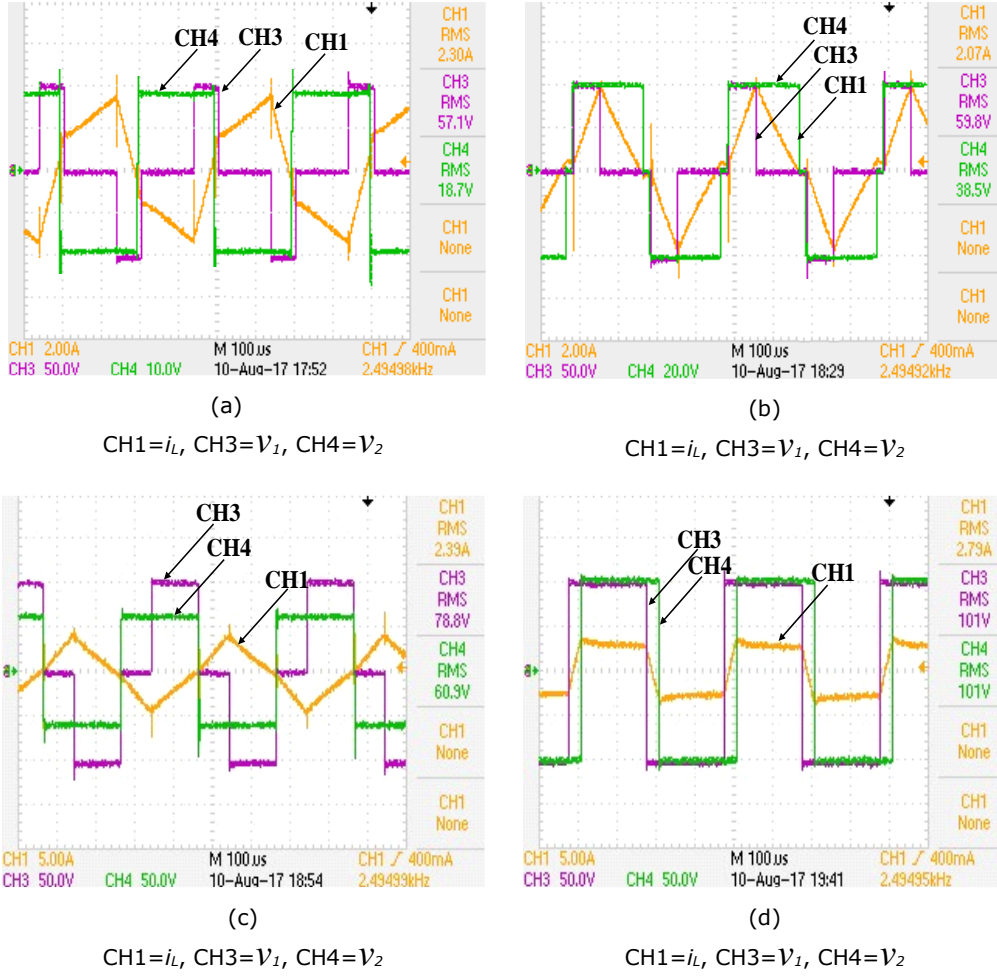 CH4
CH3
CH1
CH1
RMS
2.30A
CH3
RMS
57.1V
CH4
RMS
18.7V
CH1
None
CH1
None
CH1 2.00A M 100µs CH1 ∫ 400mA
CH3 50.0V CH4 10.0V 10-Aug-17 17:52 2.49498kHz
(a)
CH1=iL, CH3=V1, CH4=V2
CH4
CH3
CH1
CH1
RMS
2.07A
CH3
RMS
59.8V
CH4
RMS
38.5V
CH1
None
CH1
None
CH1 2.00A M 100µs CH1 ∫ 400mA
CH3 50.0V CH4 20.0V 10-Aug-17 18:29 2.49492kHz
(b)
CH1=iL, CH3=V1, CH4=V2
CH3
CH4
CH1
CH1
RMS
2.39A
CH3
RMS
78.8V
CH4
RMS
60.9V
CH1
None
CH1
None
CH1 5.00A M 100µs CH1 ∫ 400mA
CH3 50.0V CH4 50.0V 10-Aug-17 18:54 2.49499kHz
(c)
CH1=iL, CH3=V1, CH4=V2
CH3
CH4
CH1
CH1
RMS
2.79A
CH3
RMS
101V
CH4
RMS
101V
CH1
None
CH1
None
CH1 5.00A M 100µs CH1 ∫ 400mA
CH3 50.0V CH4 50.0V 10-Aug-17 19:41 2.49495kHz
(d)
CH1=iL, CH3=V1, CH4=V2